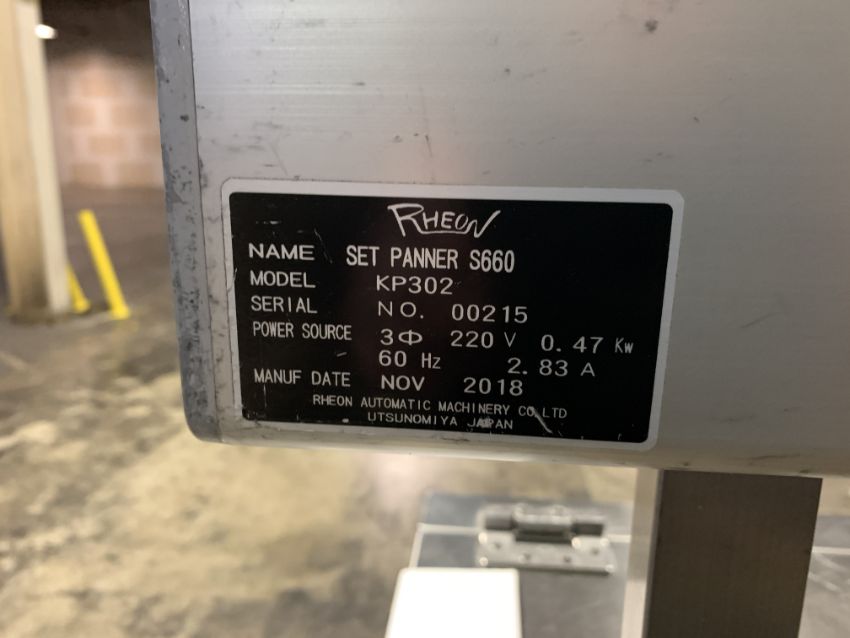 RHEON
NAME SET PANNER S660
MODEL KP302
SERIAL NO. 00215
POWER SOURCE 3Φ 220 V 0.47 Kw
60 Hz 2.83 A
MANUF DATE NOV 2018
RHEON AUTOMATIC MACHINERY CO.LTD
UTSUNOMIYA JAPAN